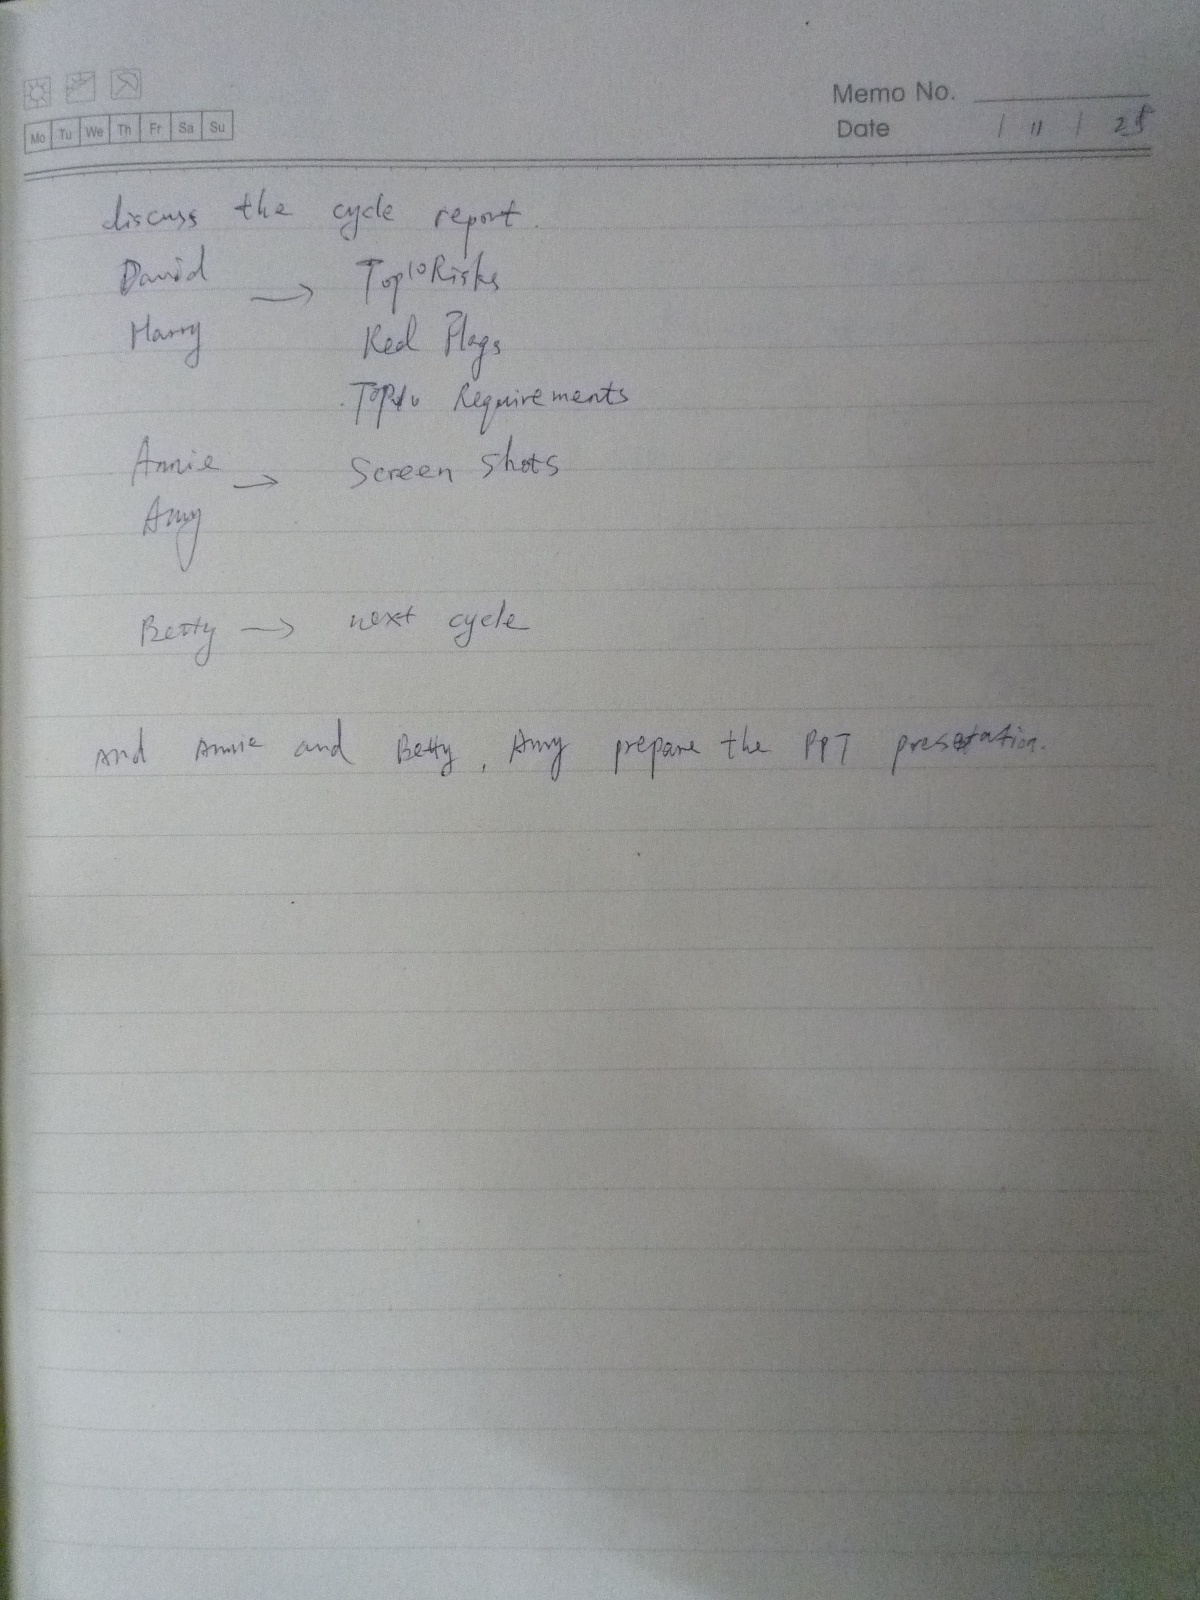 Memo No.
Mo Tu We Th Fr Sa Su
Date / 11 / 25
discuss the cycle report.
David → Top10 Risks
Harry Red Flags
Top10 Requirements
Annie → Screen shots
Amy
Betty → next cycle
And Annie and Betty, Amy prepare the PPT presetation.